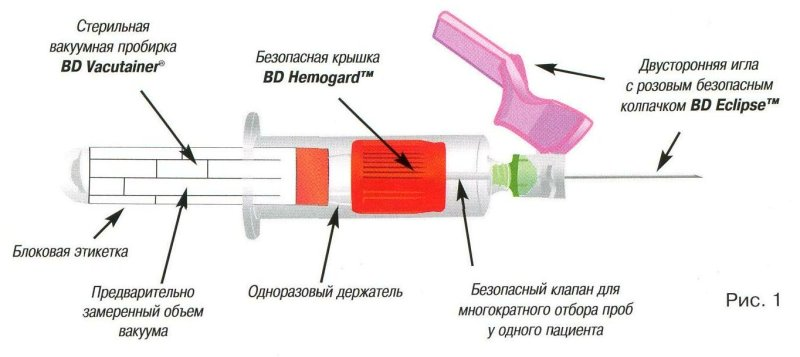 Стерильная
вакуумная пробирка
BD Vacutainer®
Безопасная крышка
BD Hemogard™
Двусторонняя игла
с розовым безопасным
колпачком BD Eclipse™
Блоковая этикетка
Предварительно
замеренный объем
вакуума
Одноразовый держатель
Безопасный клапан для
многократного отбора проб
у одного пациента
Рис. 1